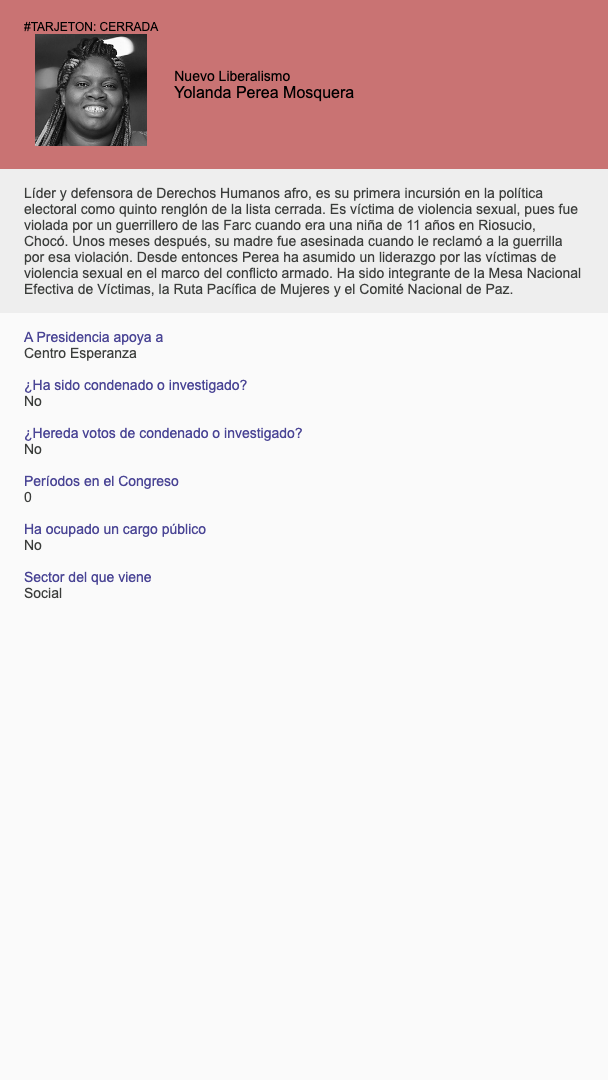 #TARJETON: CERRADA
Nuevo Liberalismo
Yolanda Perea Mosquera
Líder y defensora de Derechos Humanos afro, es su primera incursión en la política
electoral como quinto renglón de la lista cerrada. Es víctima de violencia sexual, pues fue
violada por un guerrillero de las Farc cuando era una niña de 11 años en Riosucio,
Chocó. Unos meses después, su madre fue asesinada cuando le reclamó a la guerrilla
por esa violación. Desde entonces Perea ha asumido un liderazgo por las víctimas de
violencia sexual en el marco del conflicto armado. Ha sido integrante de la Mesa Nacional
Efectiva de Víctimas, la Ruta Pacífica de Mujeres y el Comité Nacional de Paz.
A Presidencia apoya a
Centro Esperanza
¿Ha sido condenado o investigado?
No
¿Hereda votos de condenado o investigado?
No
Períodos en el Congreso
0
Ha ocupado un cargo público
No
Sector del que viene
Social